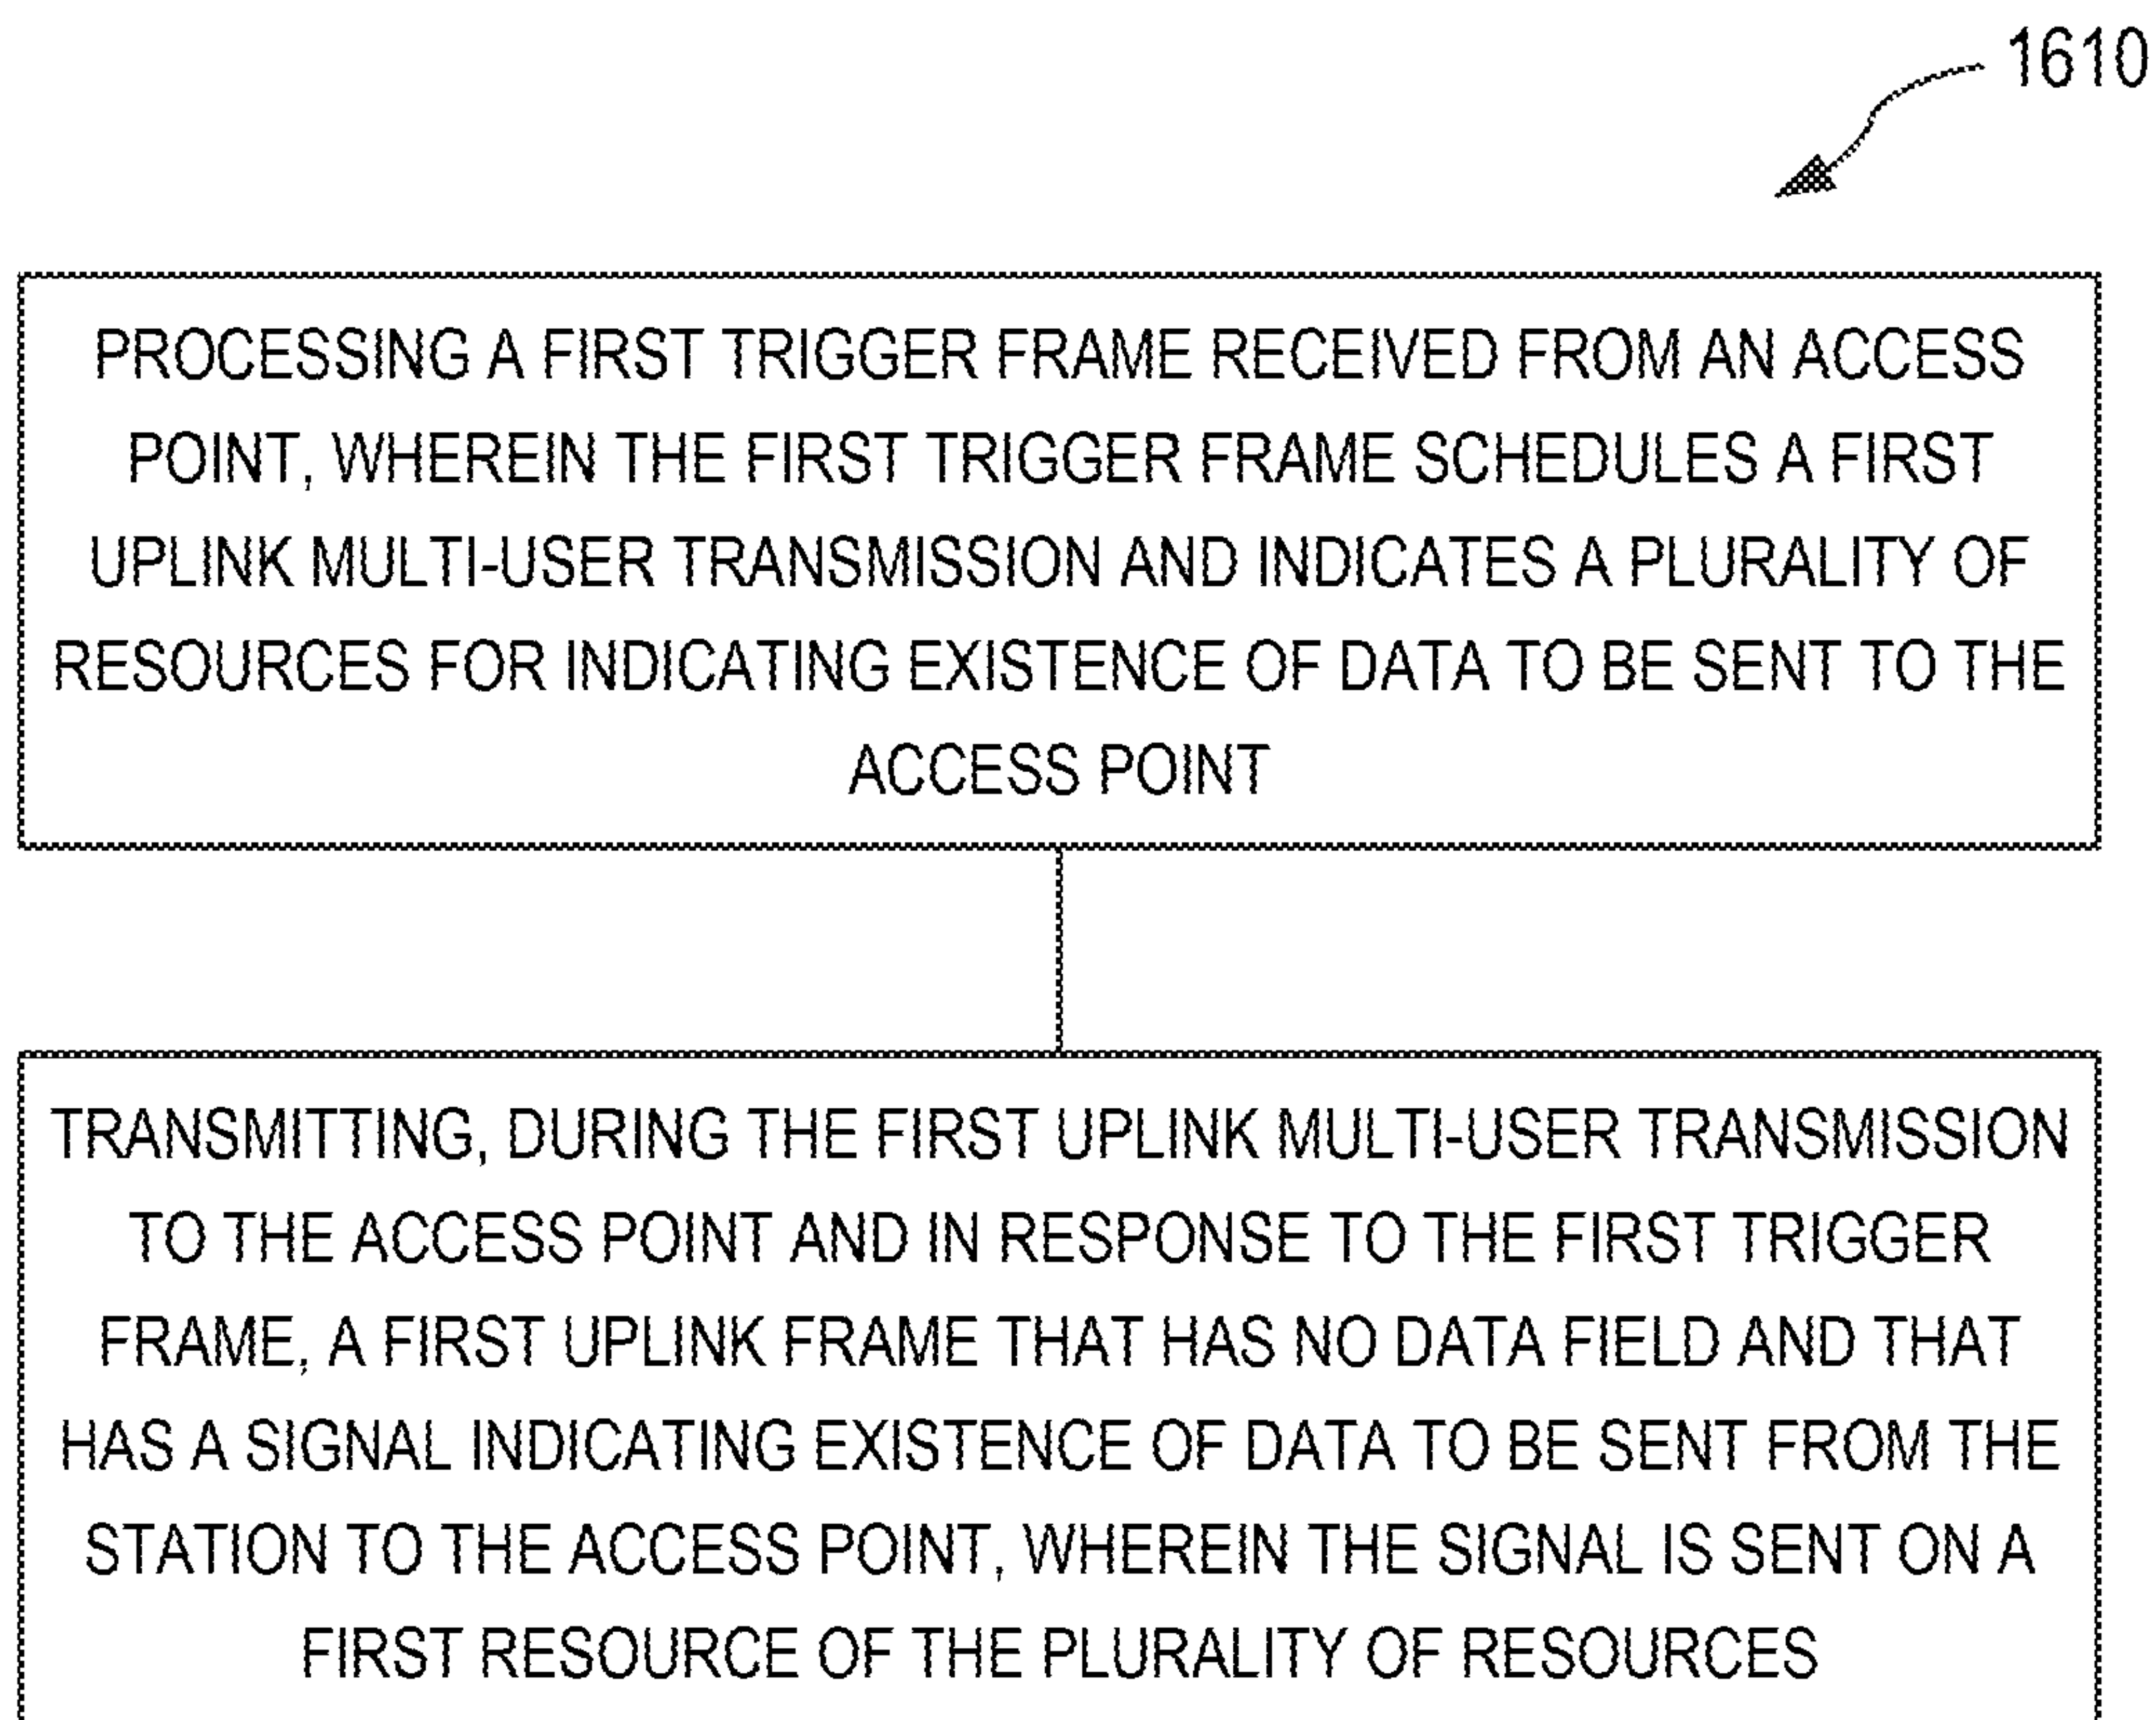 1610
PROCESSING A FIRST TRIGGER FRAME RECEIVED FROM AN ACCESS
POINT, WHEREIN THE FIRST TRIGGER FRAME SCHEDULES A FIRST
UPLINK MULTI-USER TRANSMISSION AND INDICATES A PLURALITY OF
RESOURCES FOR INDICATING EXISTENCE OF DATA TO BE SENT TO THE
ACCESS POINT
TRANSMITTING, DURING THE FIRST UPLINK MULTI-USER TRANSMISSION
TO THE ACCESS POINT AND IN RESPONSE TO THE FIRST TRIGGER
FRAME, A FIRST UPLINK FRAME THAT HAS NO DATA FIELD AND THAT
HAS A SIGNAL INDICATING EXISTENCE OF DATA TO BE SENT FROM THE
STATION TO THE ACCESS POINT, WHEREIN THE SIGNAL IS SENT ON A
FIRST RESOURCE OF THE PLURALITY OF RESOURCES